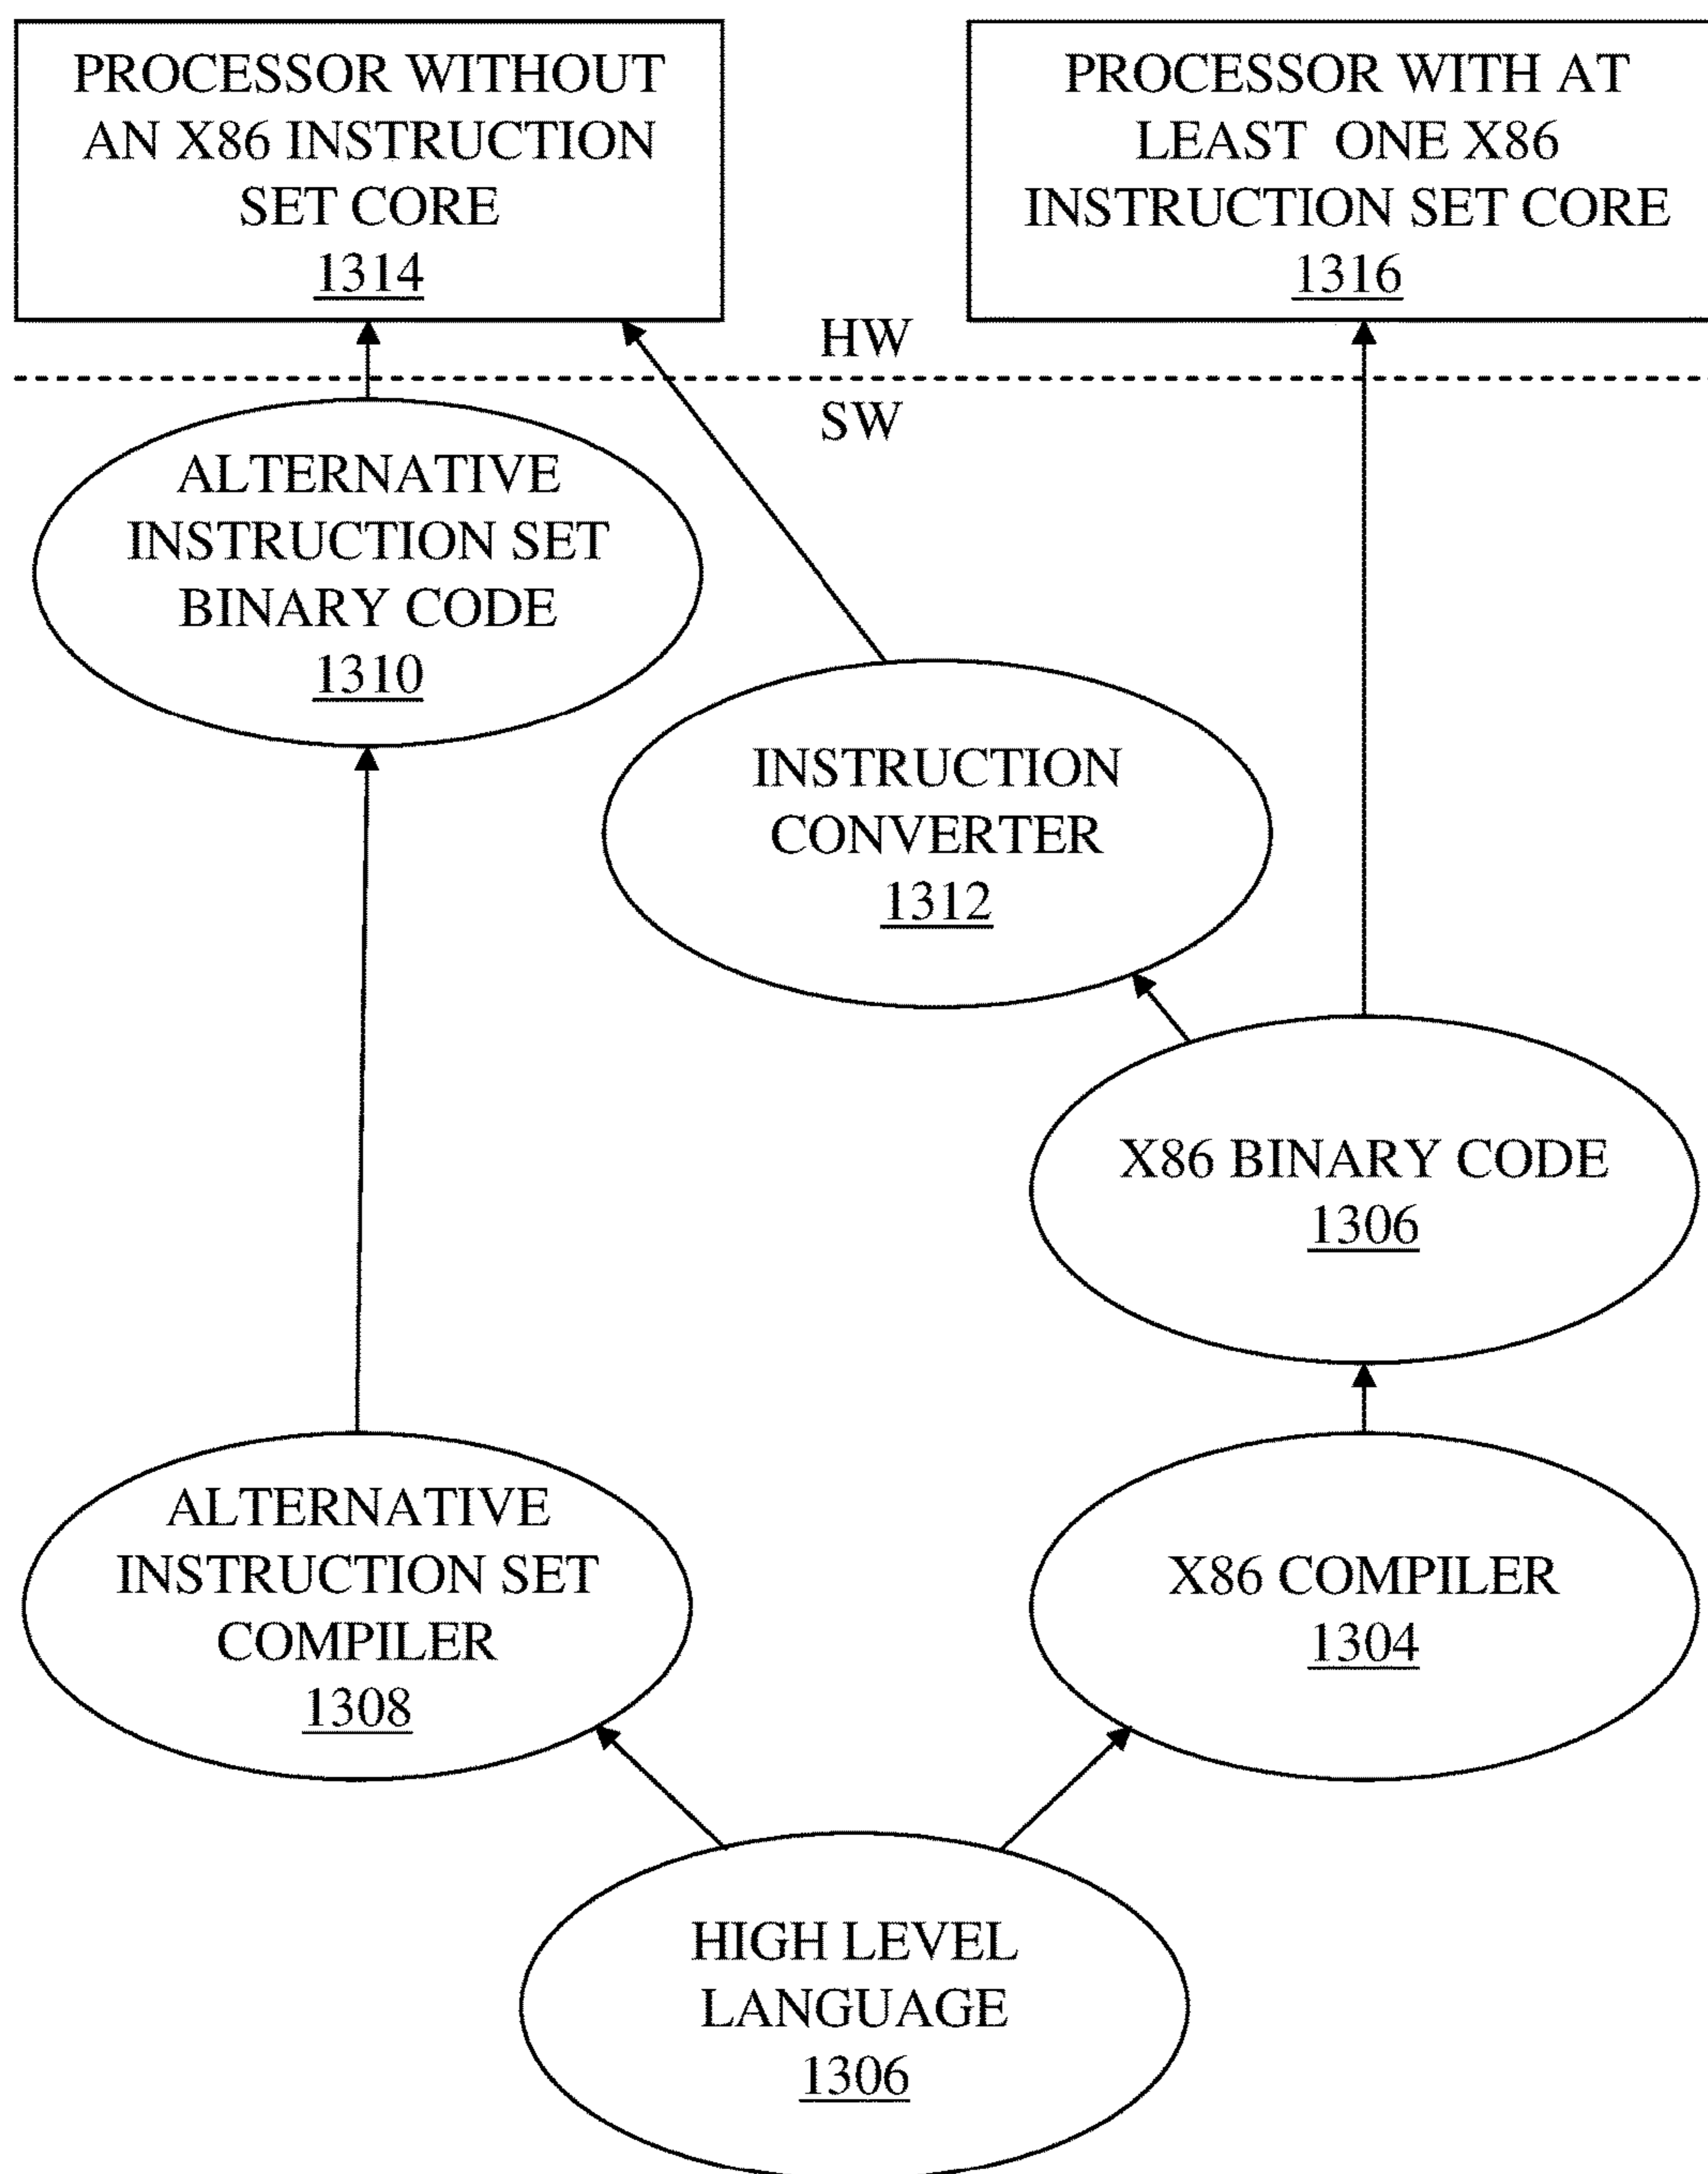 PROCESSOR WITHOUT
AN X86 INSTRUCTION
SET CORE
1314
PROCESSOR WITH AT
LEAST ONE X86
INSTRUCTION SET CORE
1316
HW
SW
ALTERNATIVE
INSTRUCTION SET
BINARY CODE
1310
INSTRUCTION
CONVERTER
1312
X86 BINARY CODE
1306
ALTERNATIVE
INSTRUCTION SET
COMPILER
1308
X86 COMPILER
1304
HIGH LEVEL
LANGUAGE
1306